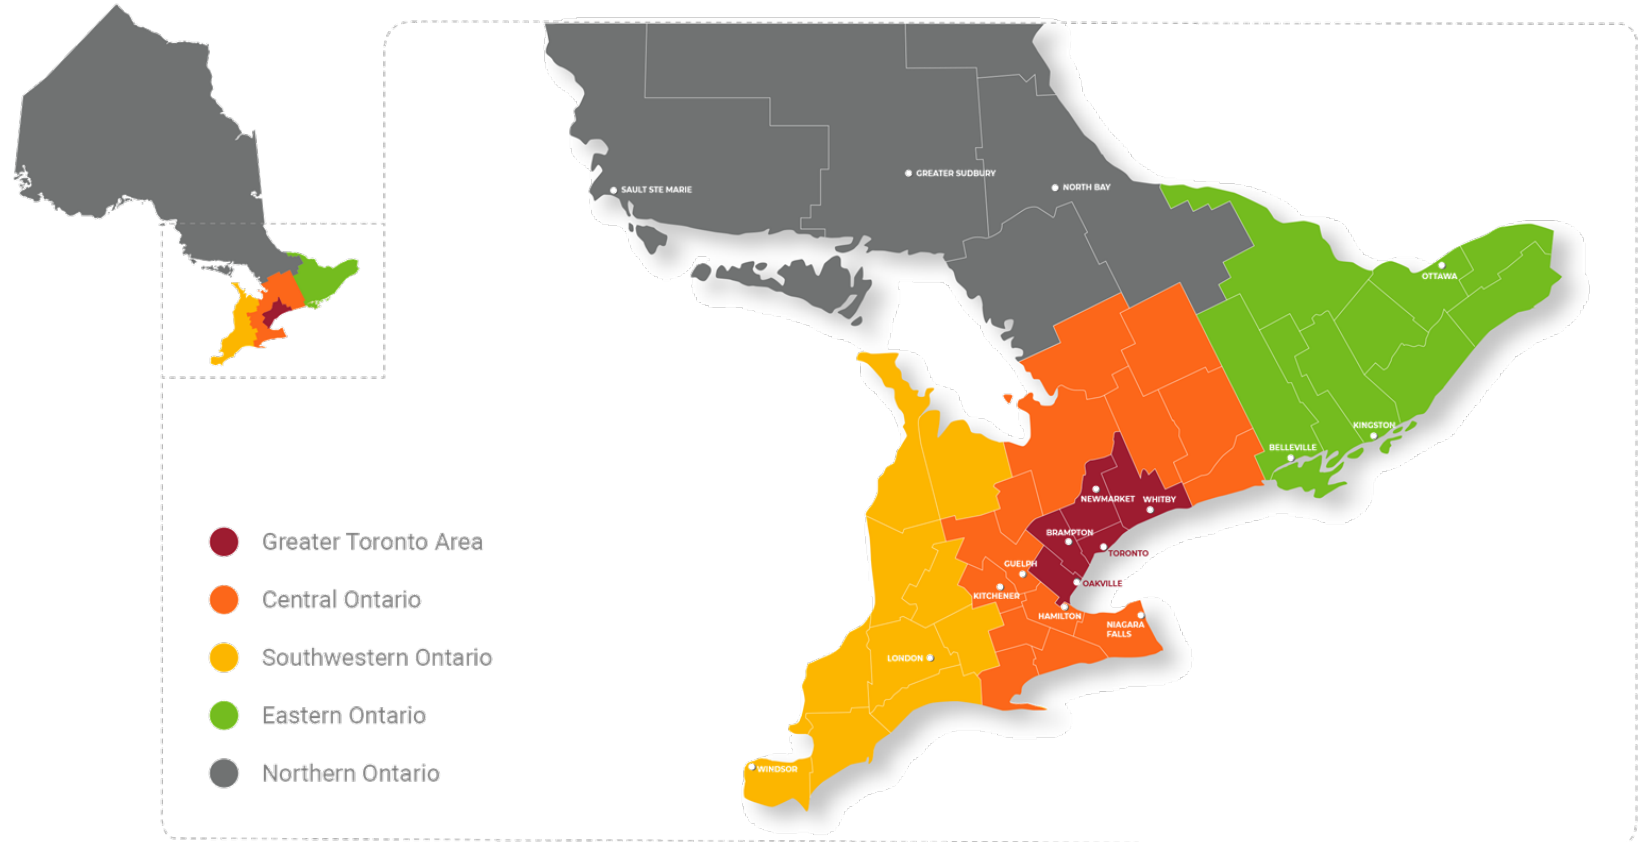 SAULT STE MARIE
GREATER SUDBURY
NORTH BAY
OTTAWA
KINGSTON
BELLEVILLE
NEWMARKET
WHITBY
BRAMPTON
TORONTO
GUELPH
OAKVILLE
KITCHENER
HAMILTON
NIAGARA
FALLS
LONDON
WINDSOR
Greater Toronto Area
Central Ontario
Southwestern Ontario
Eastern Ontario
Northern Ontario